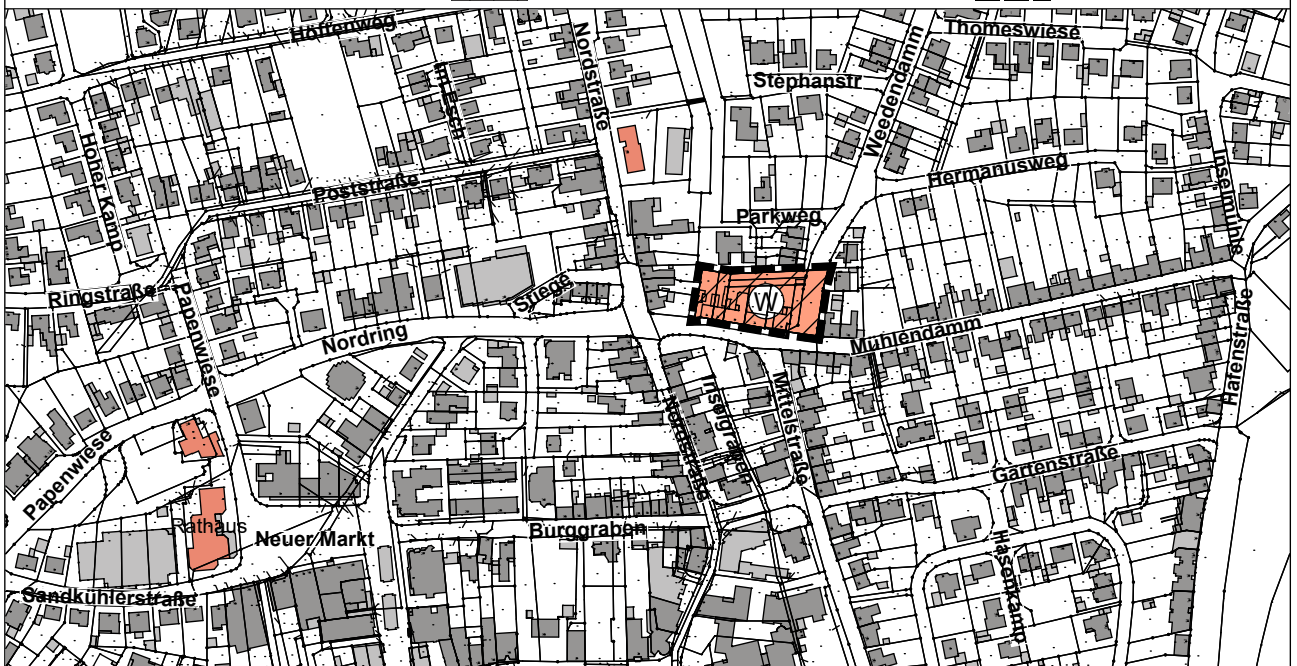 Höffenweg
Nordstraße
Thomeswiese
Stephanstr
Weedendamm
Im Esch
Hoher Kamp
Poststraße
Hermanusweg
Inselmühle
Parkweg
Ringstraße
Papenwiese
Stiege
W
Nordring
Mühlendamm
Hafenstraße
Inselgraben
Mittelstraße
Nordstraße
Papenwiese
Gartenstraße
Rathaus
Neuer Markt
Burggraben
Hasenkamp
Sandkühlerstraße